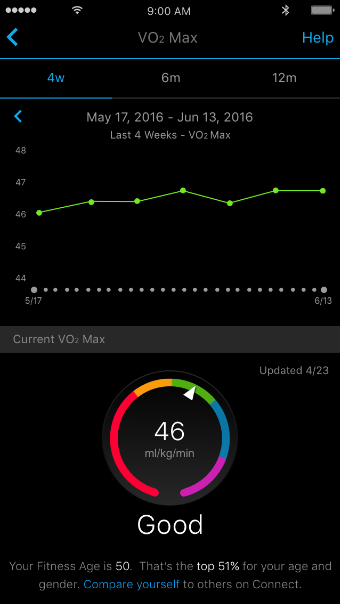 9:00 AM
VO₂ Max
Help
4w
6m
12m
May 17, 2016 - Jun 13, 2016
Last 4 Weeks - VO₂ Max
48
47
46
45
44
5/17
6/13
Current VO₂ Max
Updated 4/23
46
ml/kg/min
Good
Your Fitness Age is 50. That's the top 51% for your age and
gender. Compare yourself to others on Connect.